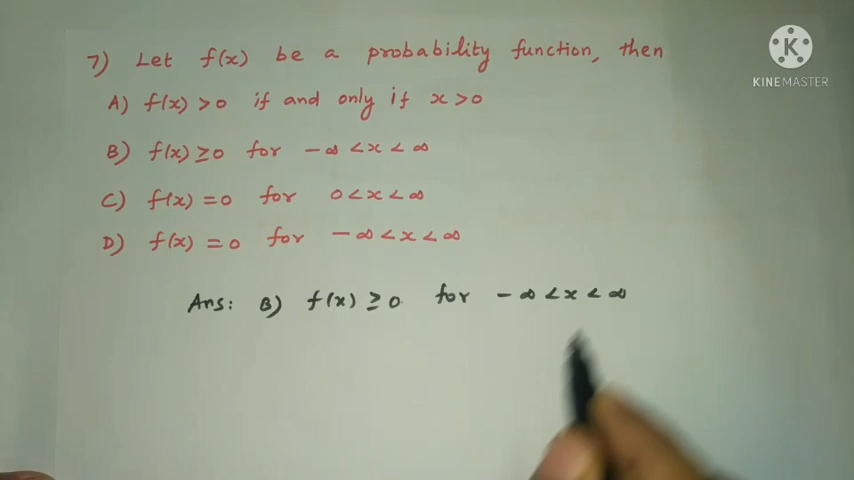 7) Let f(x) be a probability function, then
A) f(x) > 0 if and only if x > 0
B) f(x) ≥ 0 for -∞ < x < ∞
C) f(x) = 0 for 0 < x < ∞
D) f(x) = 0 for -∞ < x < ∞
Ans: B) f(x) ≥ 0 for -∞ < x < ∞
K
KINEMASTER